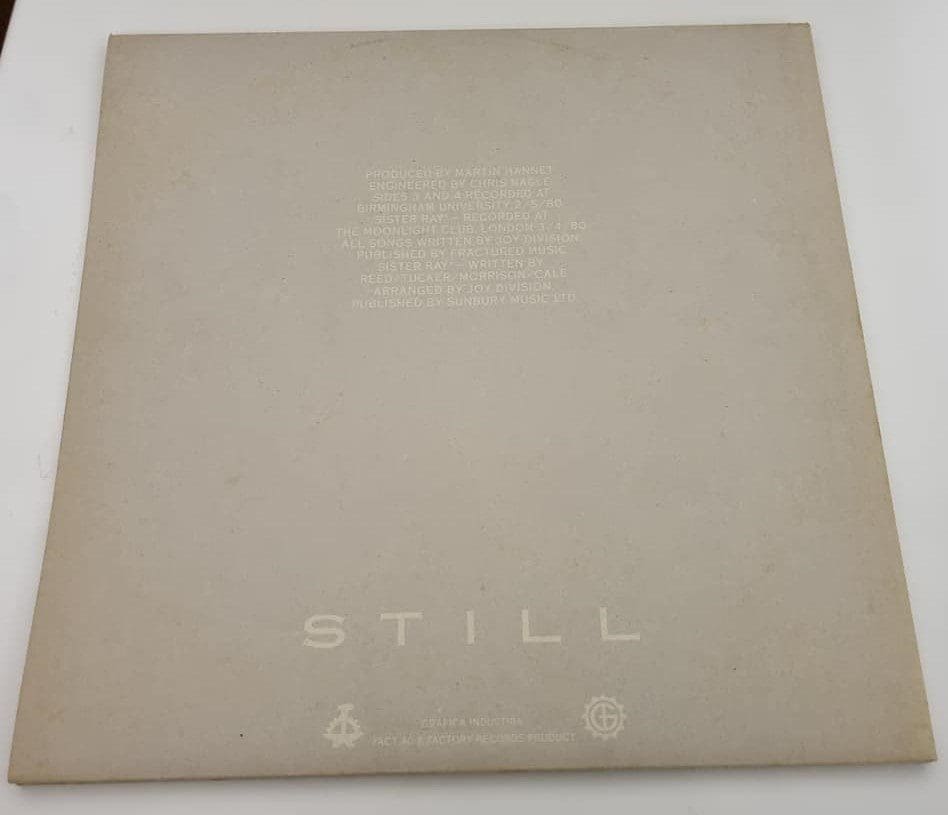 PRODUCED BY MARTIN HANNET
ENGINEERED BY CHRIS NAGLE
SIDES 3 AND 4 RECORDED AT
BIRMINGHAM UNIVERSITY 2/5/80
'SISTER RAY' – RECORDED AT
THE MOONLIGHT CLUB, LONDON 3/4/80
ALL SONGS WRITTEN BY JOY DIVISION
PUBLISHED BY FRACTURED MUSIC
'SISTER RAY' – WRITTEN BY
REED/TUCKER/MORRISON/CALE
ARRANGED BY JOY DIVISION
PUBLISHED BY SUNBURY MUSIC LTD.
STILL
GRAFICA INDUSTRIA
FACT 40 A FACTORY RECORDS PRODUCT